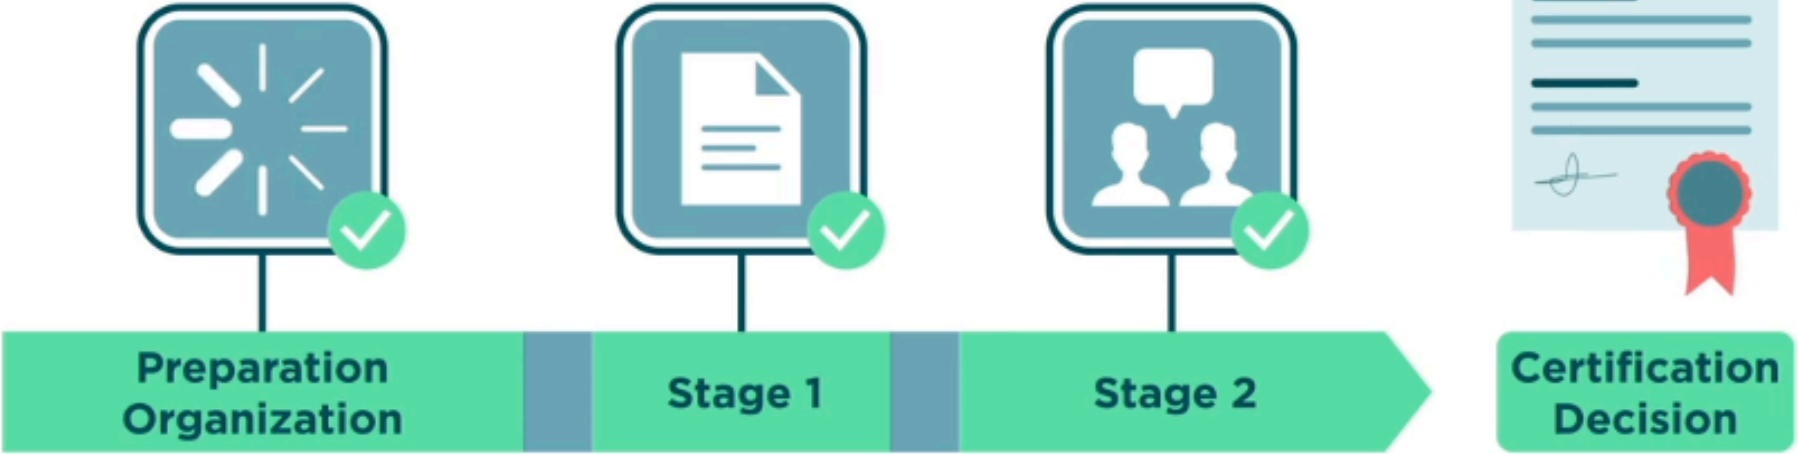 Preparation
Organization
Stage 1
Stage 2
Certification
Decision